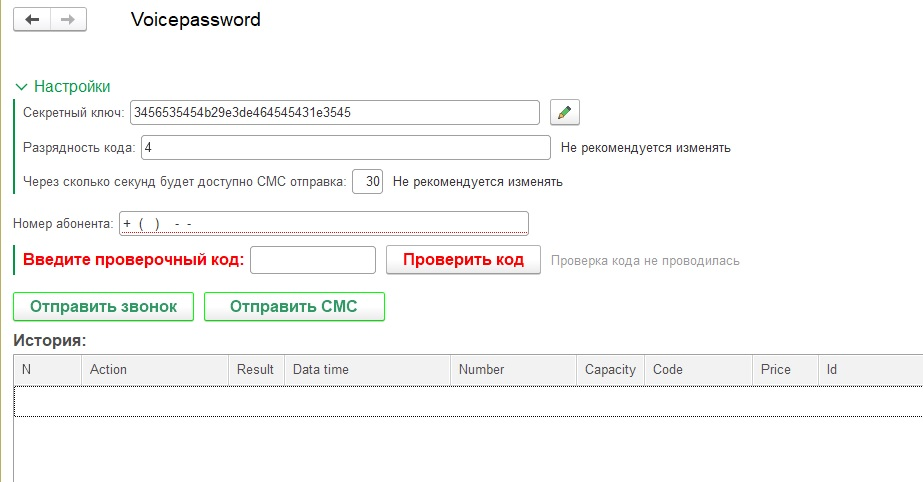 Voicepassword
Настройки
Секретный ключ: 3456535454b29e3de464545431e3545
Разрядность кода: 4 Не рекомендуется изменять
Через сколько секунд будет доступно СМС отправка: 30 Не рекомендуется изменять
Номер абонента: + ( ) - -
Введите проверочный код: Проверить код Проверка кода не проводилась
Отправить звонок Отправить СМС
История:
N Action Result Data time Number Capacity Code Price Id